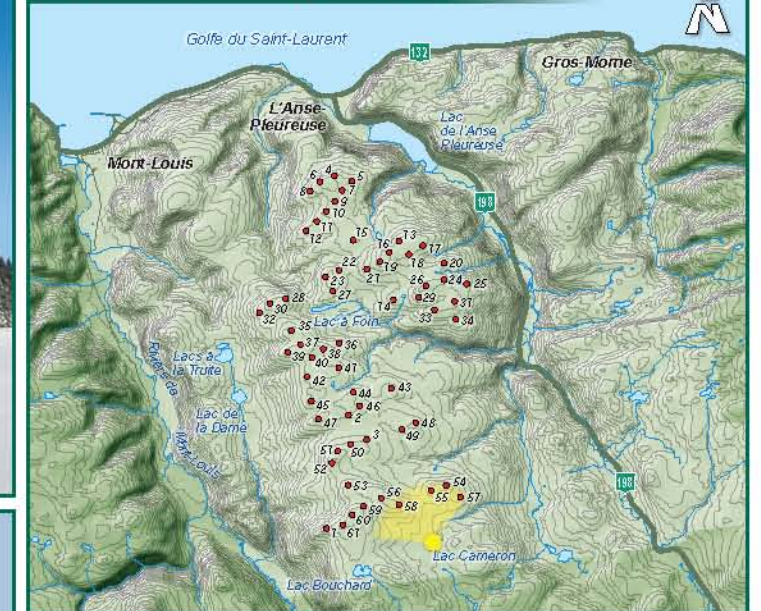 N
Golfe du Saint-Laurent
132
Gros-Morne
L'Anse-
Pleureuse
Lac
de l'Anse
Pleureuse
Mont-Louis
198
6 4 5
8 7
9
10
11
12
15 13
16 17
18 20
22 21 19
23 26 24 25
27
28 14 29 31
30 33 34
32
Lac à Foin
35
37 36
38
39 40 41
Lacs à
la Truite
Rivière de
Mont-Louis
42
44 43
45 46
47 2
Lac de
la Dame
48
49
3
51 50
52
53 54
56 55 57
59 58
60
1 61
198
Lac Cameron
Lac Bouchard